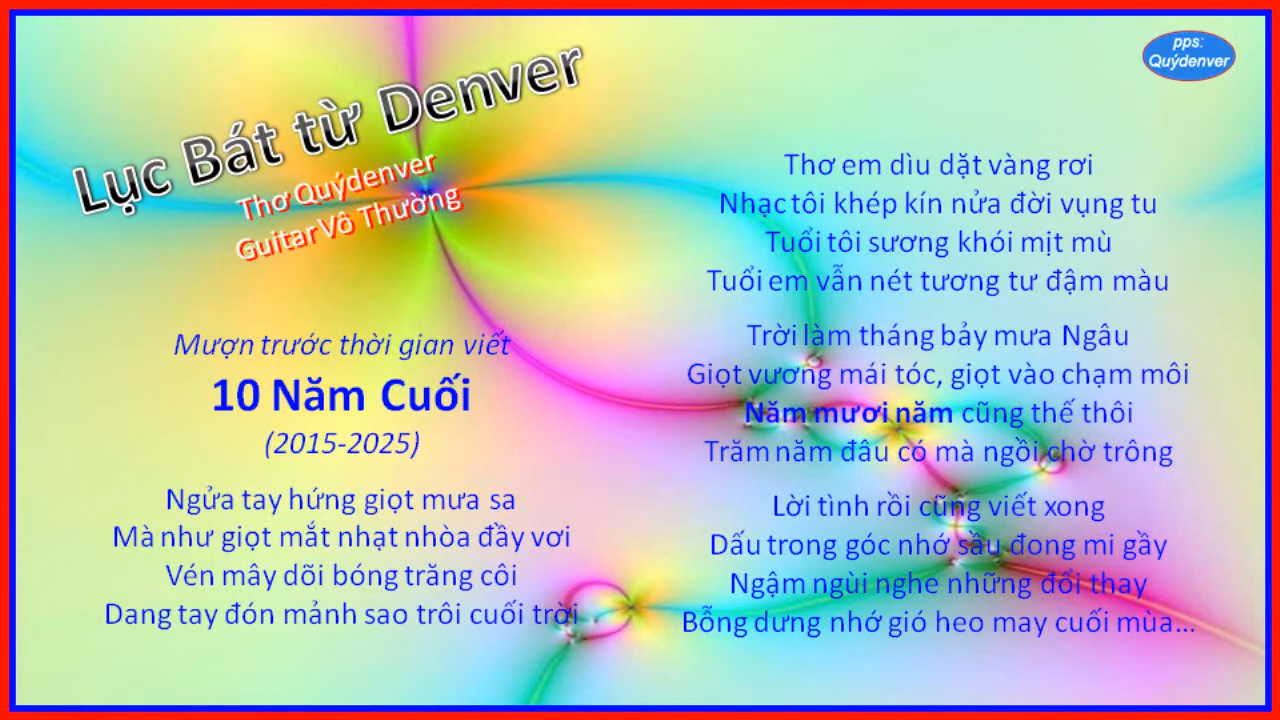 Lục Bát từ Denver
Thơ Quýdenver
Guitar Vô Thường
pps:
Quýdenver
Mượn trước thời gian viết
10 Năm Cuối
(2015-2025)
Ngửa tay hứng giọt mưa sa
Mà như giọt mắt nhạt nhòa đầy vơi
Vén mây dõi bóng trăng côi
Dang tay đón mảnh sao trôi cuối trời
Thơ em dìu dặt vàng rơi
Nhạc tôi khép kín nửa đời vụng tu
Tuổi tôi sương khói mịt mù
Tuổi em vẫn nét tương tư đậm màu
Trời làm tháng bảy mưa Ngâu
Giọt vương mái tóc, giọt vào chạm môi
Năm mươi năm cũng thế thôi
Trăm năm đâu có mà ngồi chờ trông
Lời tình rồi cũng viết xong
Dấu trong góc nhớ sầu đong mi gầy
Ngậm ngùi nghe những đổi thay
Bỗng dưng nhớ gió heo may cuối mùa...